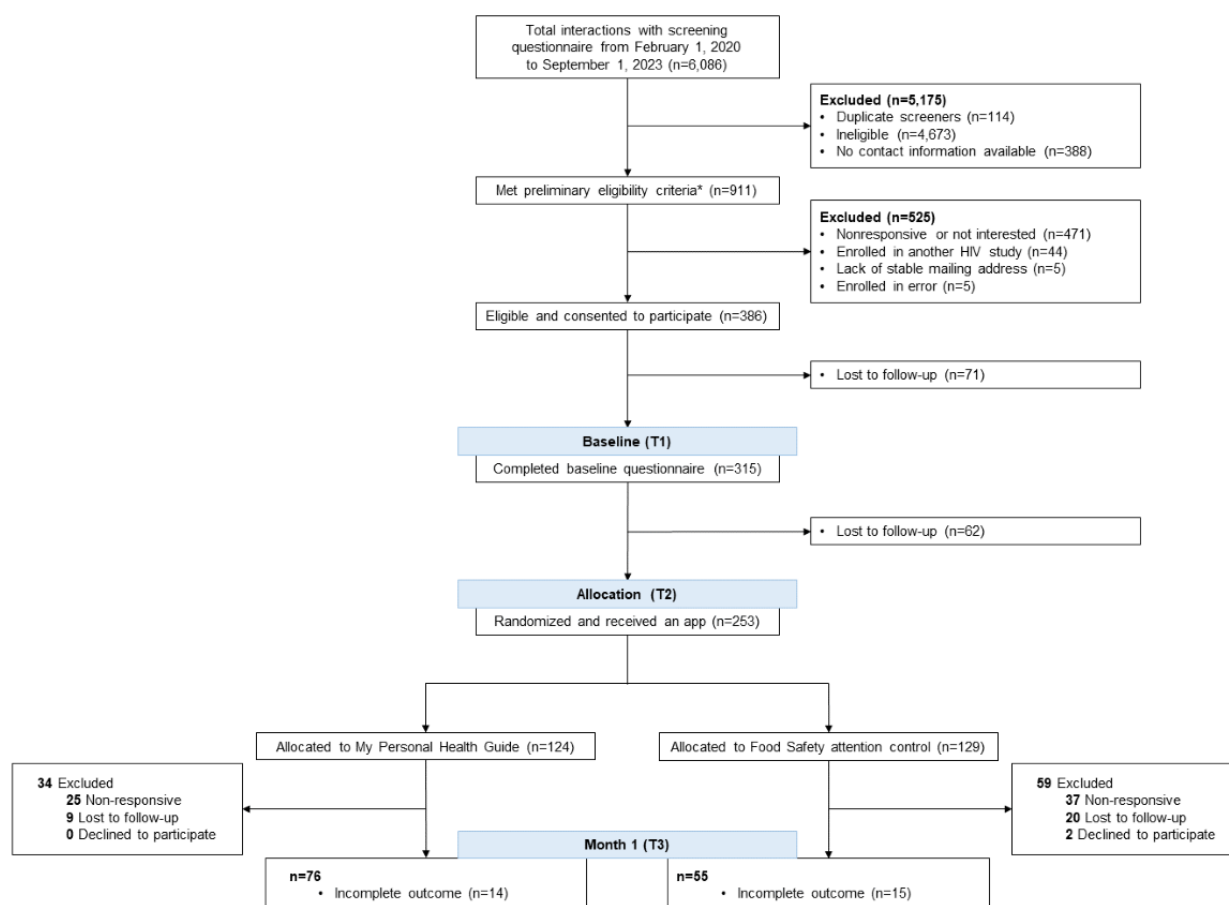 Total interactions with screening
questionnaire from February 1, 2020
to September 1, 2023 (n=6,086)
Excluded (n=5,175)
• Duplicate screeners (n=114)
• Ineligible (n=4,673)
• No contact information available (n=388)
Met preliminary eligibility criteria* (n=911)
Excluded (n=525)
• Nonresponsive or not interested (n=471)
• Enrolled in another HIV study (n=44)
• Lack of stable mailing address (n=5)
• Enrolled in error (n=5)
Eligible and consented to participate (n=386)
• Lost to follow-up (n=71)
Baseline (T1)
Completed baseline questionnaire (n=315)
• Lost to follow-up (n=62)
Allocation (T2)
Randomized and received an app (n=253)
Allocated to My Personal Health Guide (n=124)
Allocated to Food Safety attention control (n=129)
34 Excluded
25 Non-responsive
9 Lost to follow-up
0 Declined to participate
59 Excluded
37 Non-responsive
20 Lost to follow-up
2 Declined to participate
Month 1 (T3)
n=76
• Incomplete outcome (n=14)
n=55
• Incomplete outcome (n=15)